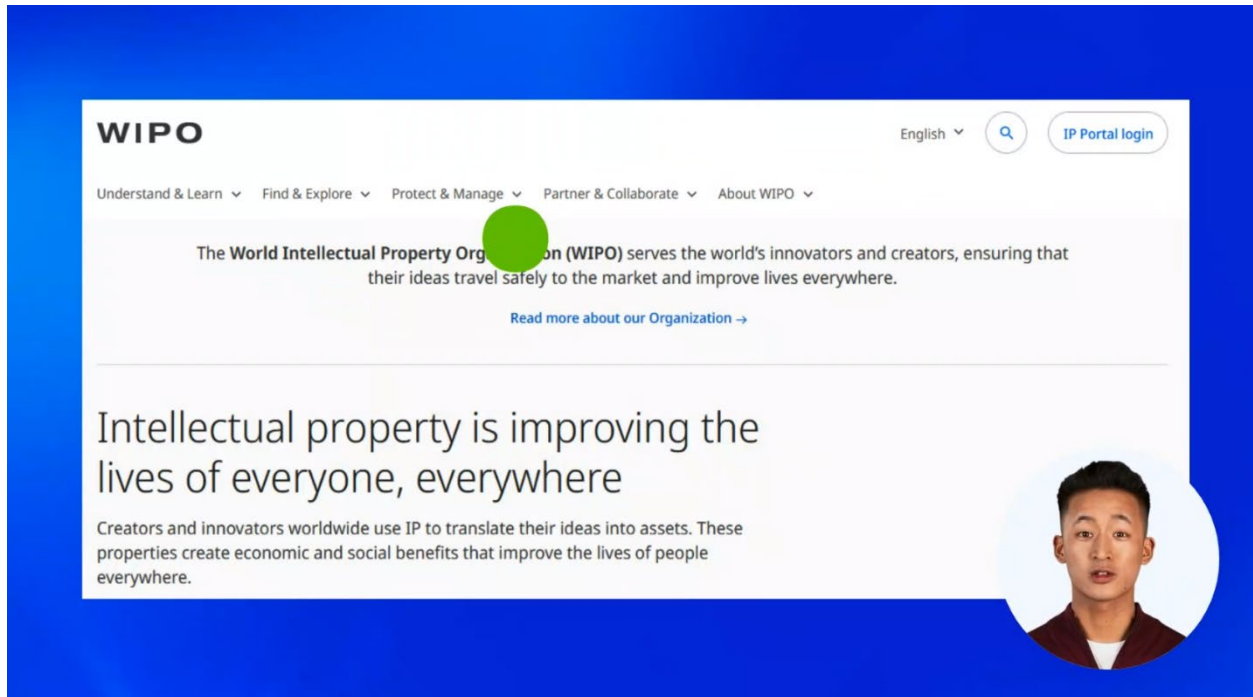 WIPO
English
IP Portal login
Understand & Learn Find & Explore Protect & Manage Partner & Collaborate About WIPO
The World Intellectual Property Org on (WIPO) serves the world's innovators and creators, ensuring that
their ideas travel safely to the market and improve lives everywhere.
Read more about our Organization →
Intellectual property is improving the
lives of everyone, everywhere
Creators and innovators worldwide use IP to translate their ideas into assets. These
properties create economic and social benefits that improve the lives of people
everywhere.